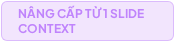 NÂNG CẤP TỪ 1 SLIDE
CONTEXT